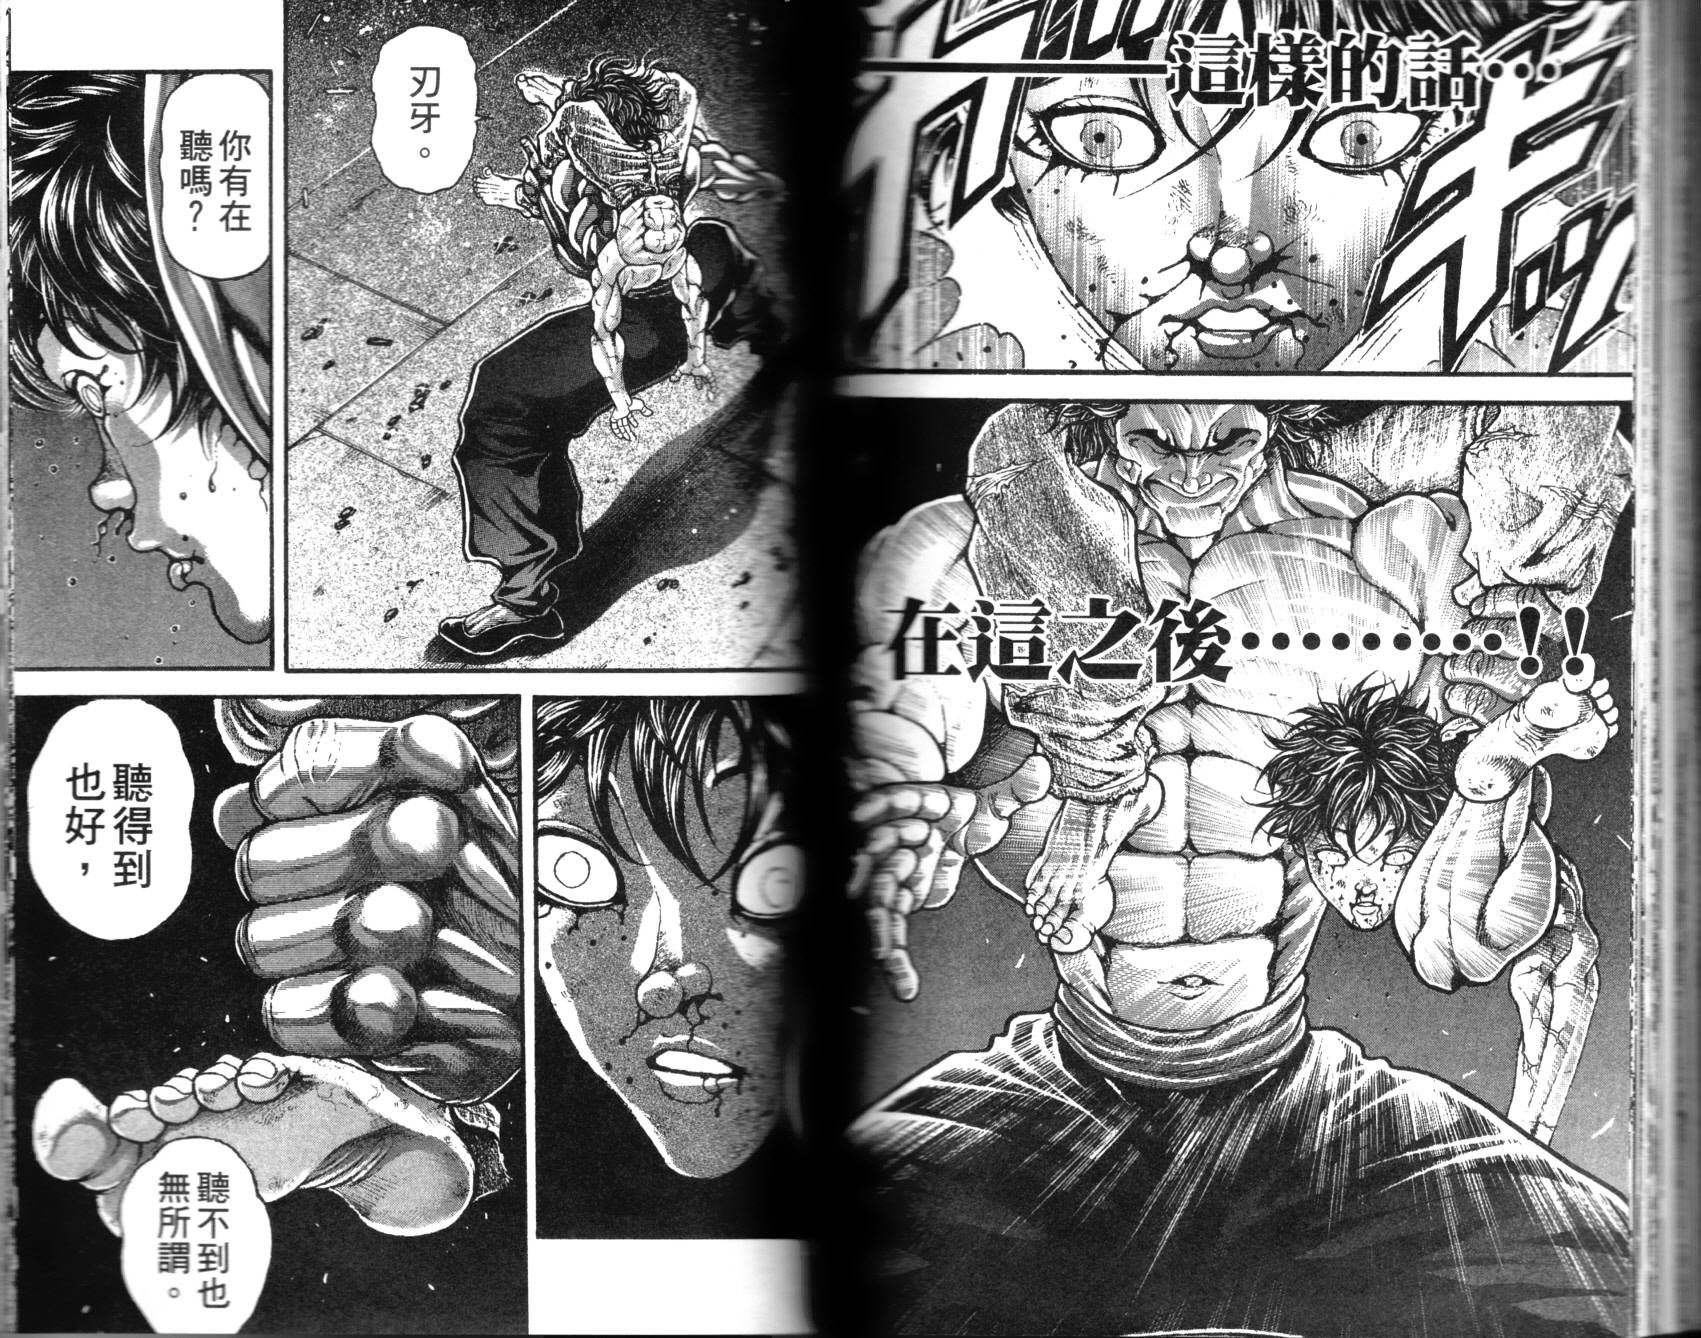 這樣的話…
在這之後………!!
刃牙。
你有在
聽嗎？
聽得到
也好，
聽不到也
無所謂。